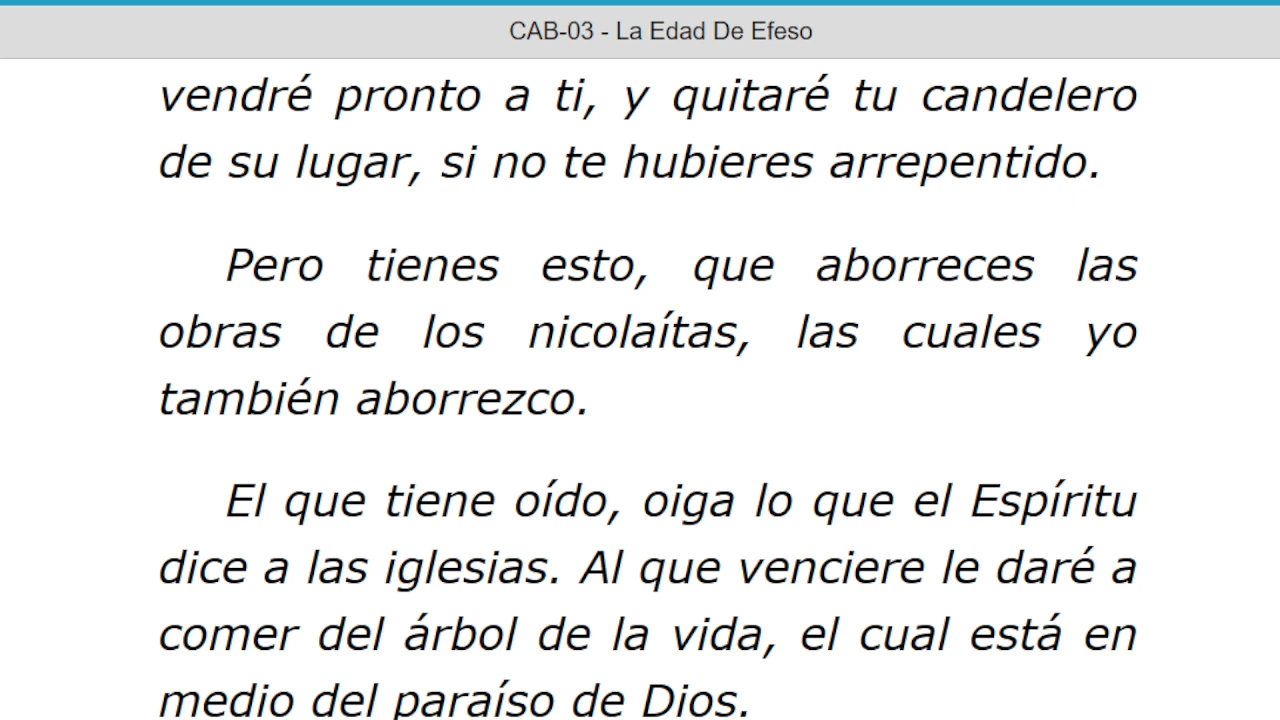 CAB-03 - La Edad De Efeso
vendré pronto a ti, y quitaré tu candelero
de su lugar, si no te hubieres arrepentido.
Pero tienes esto, que aborreces las
obras de los nicolaítas, las cuales yo
también aborrezco.
El que tiene oído, oiga lo que el Espíritu
dice a las iglesias. Al que venciere le daré a
comer del árbol de la vida, el cual está en
medio del paraíso de Dios.